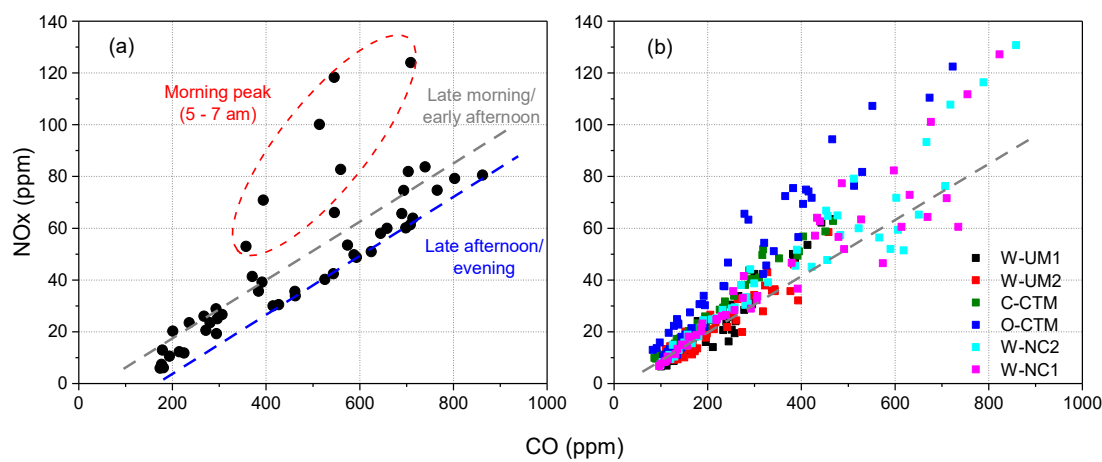 (a)
Morning peak
(5 - 7 am)
Late morning/
early afternoon
Late afternoon/
evening
NOx (ppm)
140
120
100
80
60
40
20
0
0
200
400
600
800
1000
(b)
W-UM1
W-UM2
C-CTM
O-CTM
W-NC2
W-NC1
140
120
100
80
60
40
20
0
200
400
600
800
1000
CO (ppm)